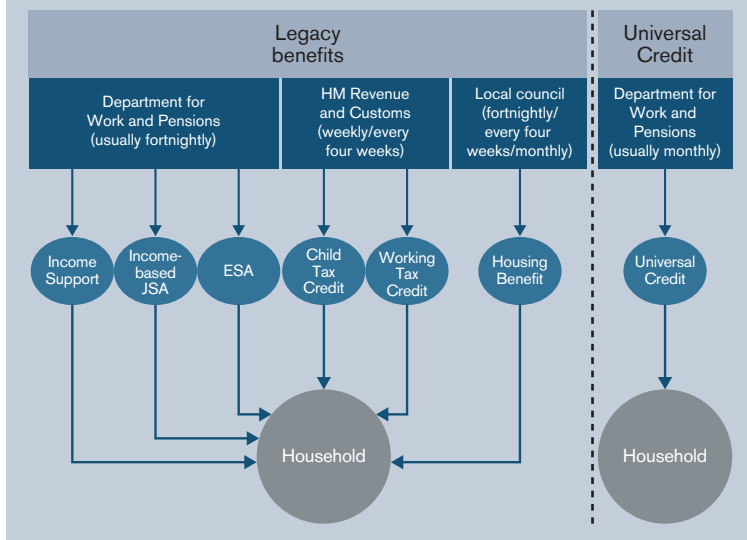 Legacy
benefits
Universal
Credit
Department for
Work and Pensions
(usually fortnightly)
HM Revenue
and Customs
(weekly/every
four weeks)
Local council
(fortnightly/
every four
weeks/monthly)
Department for
Work and
Pensions
(usually monthly)
Income
Support
Income-
based
JSA
ESA
Child
Tax
Credit
Working
Tax
Credit
Housing
Benefit
Universal
Credit
Household
Household